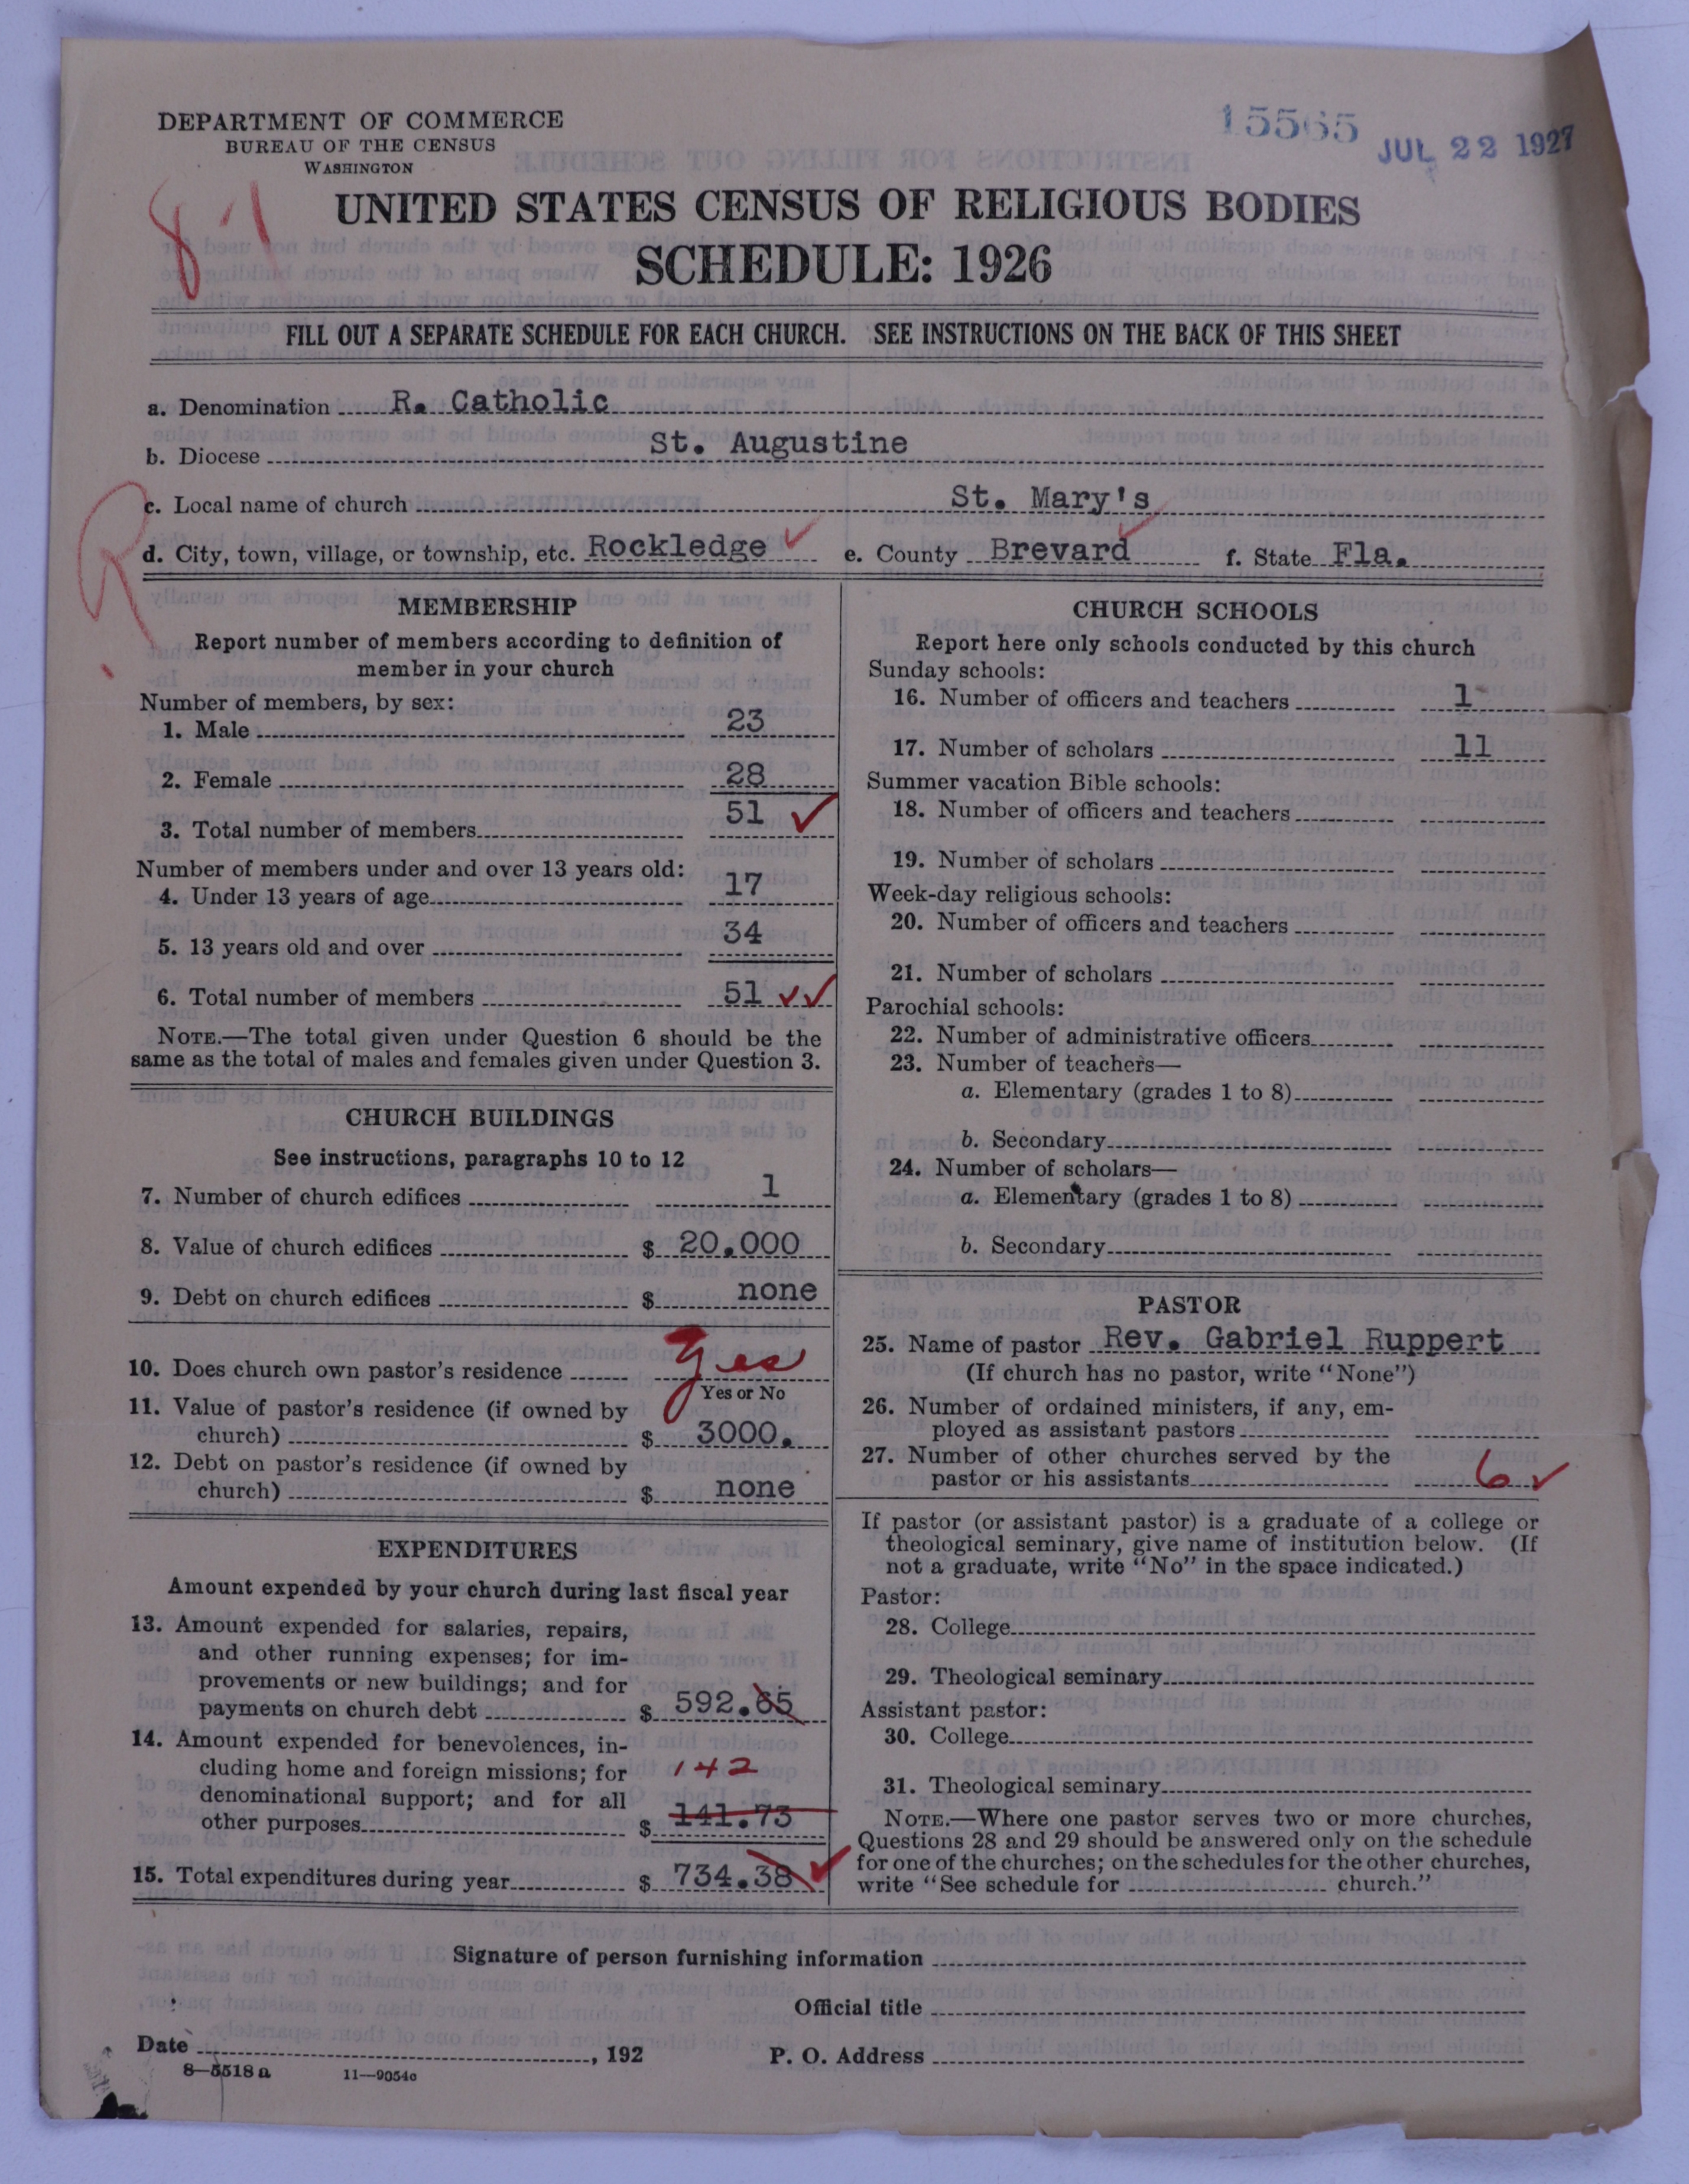 DEPARTMENT OF COMMERCE
BUREAU OF THE CENSUS
WASHINGTON
15565
JUL 22 1927
8-1
UNITED STATES CENSUS OF RELIGIOUS BODIES
SCHEDULE: 1926
FILL OUT A SEPARATE SCHEDULE FOR EACH CHURCH. SEE INSTRUCTIONS ON THE BACK OF THIS SHEET
a. Denomination R. Catholic
b. Diocese St. Augustine
c. Local name of church St. Mary's
d. City, town, village, or township, etc. Rockledge ✓ e. County Brevard ✓ f. State Fla.
R
MEMBERSHIP
Report number of members according to definition of
member in your church
Number of members, by sex:
1. Male 23
2. Female 28
3. Total number of members 51 ✓
Number of members under and over 13 years old:
4. Under 13 years of age 17
5. 13 years old and over 34
6. Total number of members 51 ✓✓
NOTE.—The total given under Question 6 should be the
same as the total of males and females given under Question 3.
CHURCH BUILDINGS
See instructions, paragraphs 10 to 12
7. Number of church edifices 1
8. Value of church edifices $ 20.000
9. Debt on church edifices $ none
10. Does church own pastor's residence Yes
Yes or No
11. Value of pastor's residence (if owned by
church) $ 3000.
12. Debt on pastor's residence (if owned by
church) $ none
EXPENDITURES
Amount expended by your church during last fiscal year
13. Amount expended for salaries, repairs,
and other running expenses; for im-
provements or new buildings; and for
payments on church debt $ 592.65
14. Amount expended for benevolences, in-
cluding home and foreign missions; for 142
denominational support; and for all
other purposes $ 141.73
15. Total expenditures during year $ 734.38 ✓
CHURCH SCHOOLS
Report here only schools conducted by this church
Sunday schools:
16. Number of officers and teachers 1
17. Number of scholars 11
Summer vacation Bible schools:
18. Number of officers and teachers
19. Number of scholars
Week-day religious schools:
20. Number of officers and teachers
21. Number of scholars
Parochial schools:
22. Number of administrative officers
23. Number of teachers—
a. Elementary (grades 1 to 8)
b. Secondary
24. Number of scholars—
a. Elementary (grades 1 to 8)
b. Secondary
PASTOR
25. Name of pastor Rev. Gabriel Ruppert
(If church has no pastor, write "None")
26. Number of ordained ministers, if any, em-
ployed as assistant pastors
27. Number of other churches served by the
pastor or his assistants 6 ✓
If pastor (or assistant pastor) is a graduate of a college or
theological seminary, give name of institution below. (If
not a graduate, write "No" in the space indicated.)
Pastor:
28. College
29. Theological seminary
Assistant pastor:
30. College
31. Theological seminary
NOTE.—Where one pastor serves two or more churches,
Questions 28 and 29 should be answered only on the schedule
for one of the churches; on the schedules for the other churches,
write "See schedule for church."
Signature of person furnishing information
Official title
Date , 192
P. O. Address
8—5518 a 11—9054c